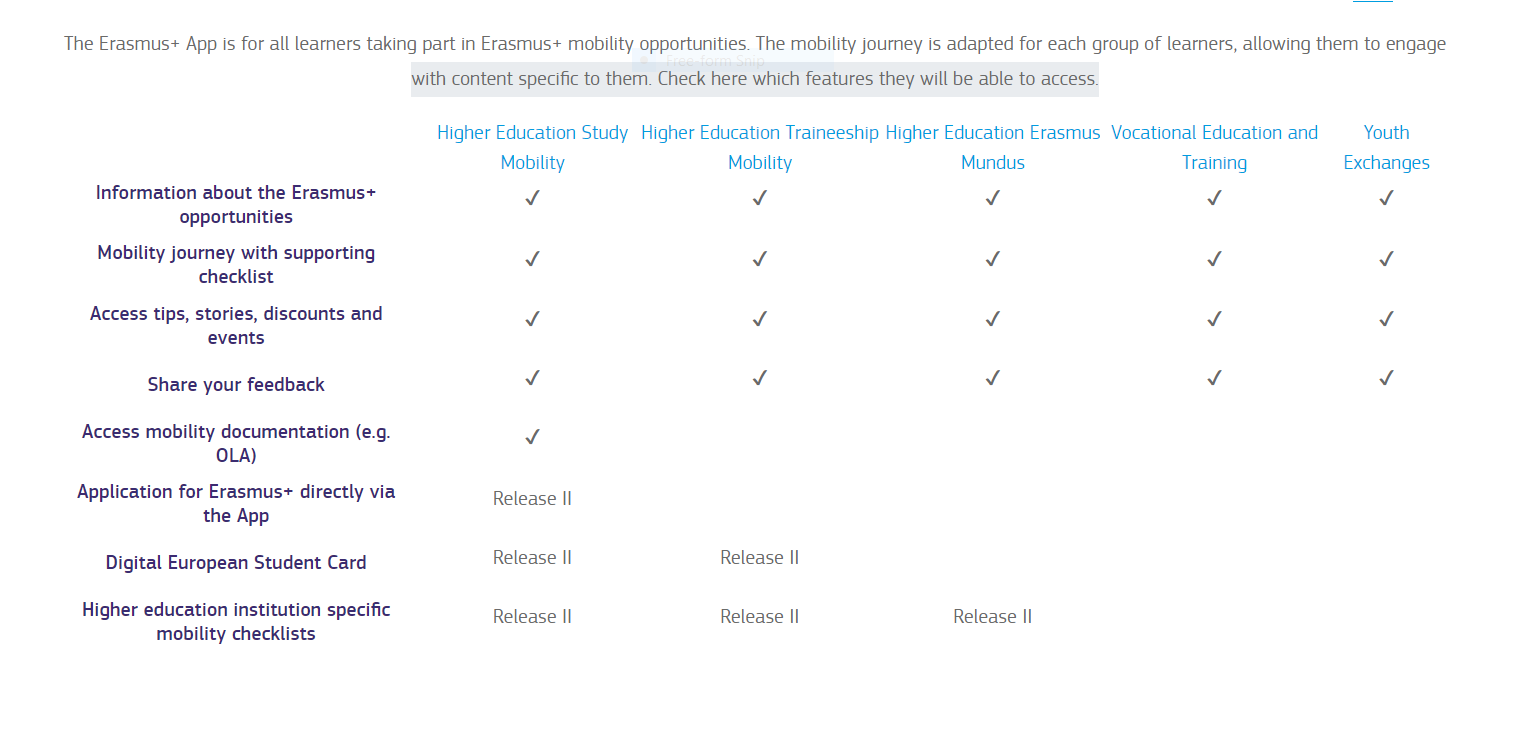 The Erasmus+ App is for all learners taking part in Erasmus+ mobility opportunities. The mobility journey is adapted for each group of learners, allowing them to engage
Free-form Snip
with content specific to them. Check here which features they will be able to access.
Higher Education Study Mobility
Higher Education Traineeship Mobility
Higher Education Erasmus Mundus
Vocational Education and Training
Youth Exchanges
Information about the Erasmus+ opportunities ✓ ✓ ✓ ✓ ✓
Mobility journey with supporting checklist ✓ ✓ ✓ ✓ ✓
Access tips, stories, discounts and events ✓ ✓ ✓ ✓ ✓
Share your feedback ✓ ✓ ✓ ✓ ✓
Access mobility documentation (e.g. OLA) ✓
Application for Erasmus+ directly via the App Release II
Digital European Student Card Release II Release II
Higher education institution specific mobility checklists Release II Release II Release II